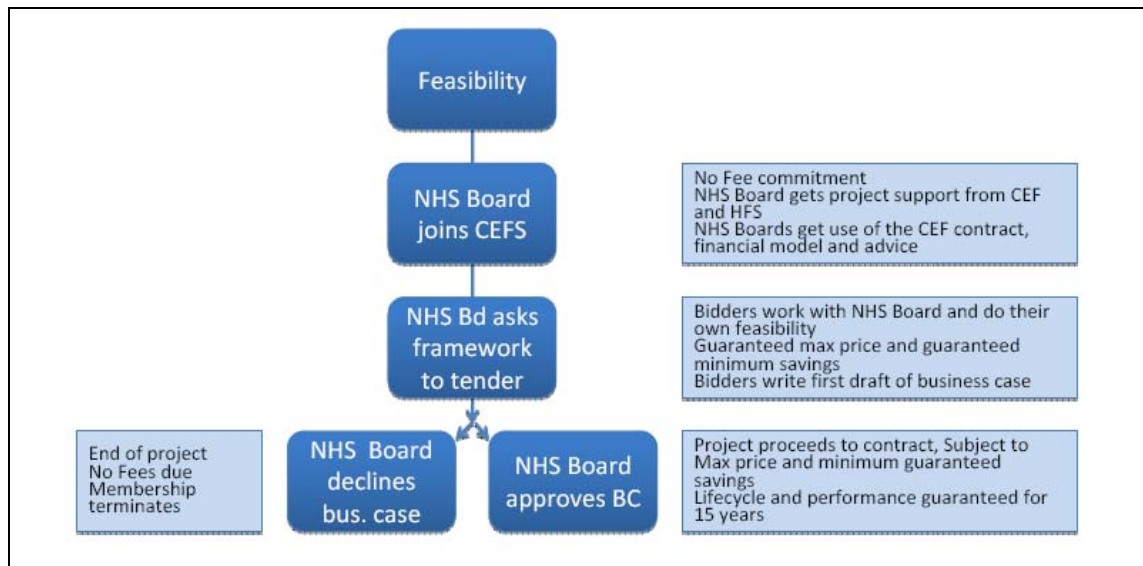 Feasibility
NHS Board
joins CEFS
No Fee commitment
NHS Board gets project support from CEF
and HFS
NHS Boards get use of the CEF contract,
financial model and advice
NHS Bd asks
framework
to tender
Bidders work with NHS Board and do their
own feasibility
Guaranteed max price and guaranteed
minimum savings
Bidders write first draft of business case
End of project
No Fees due
Membership
terminates
NHS Board
declines
bus. case
NHS Board
approves BC
Project proceeds to contract, Subject to
Max price and minimum guaranteed
savings
Lifecycle and performance guaranteed for
15 years